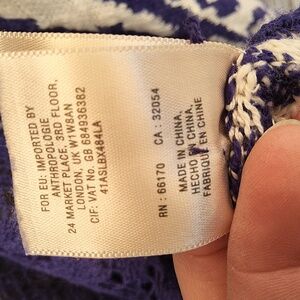 FOR EU: IMPORTED BY
ANTHROPOLOGIE
24 MARKET PLACE, 3RD FLOOR,
LONDON, UK W1W8AN
CIF: VAT No. GB 684936382
41ASLBX484LA
RN : 66170 CA : 32054
MADE IN CHINA,
HECHO EN CHINA,
FABRIQUÉ EN CHINE